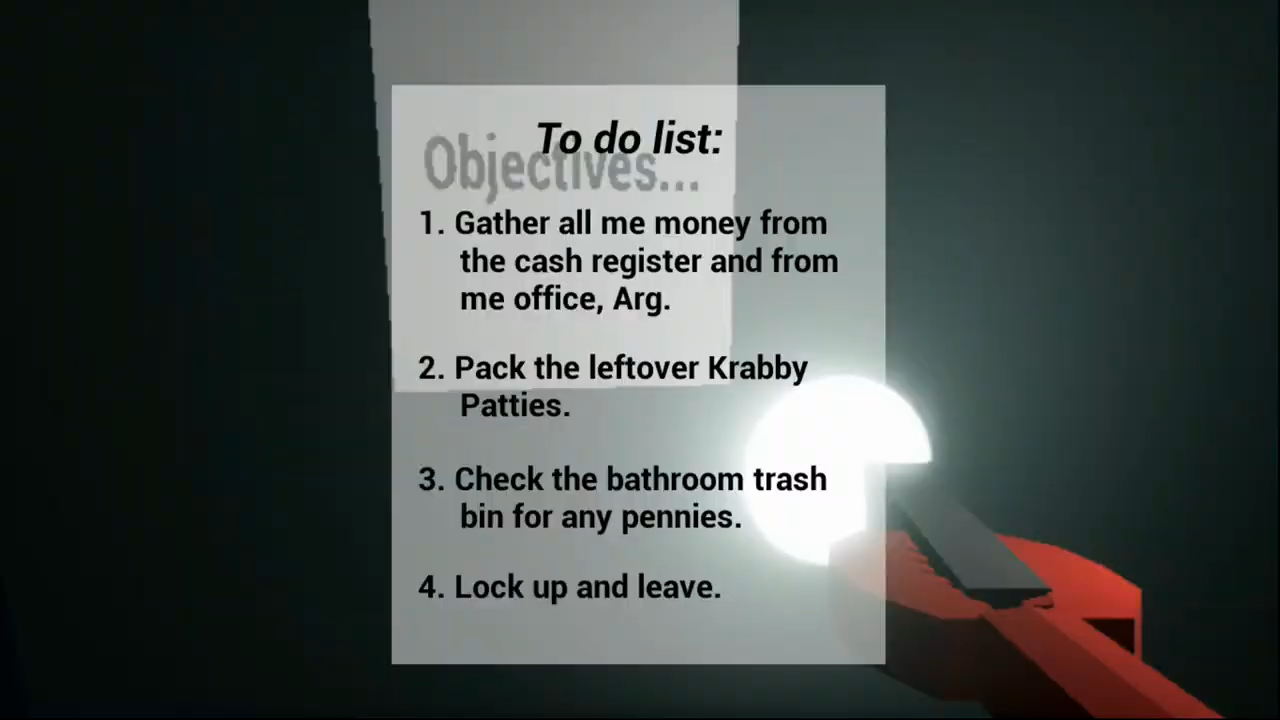 To do list:
Objectives...
1. Gather all me money from
the cash register and from
me office, Arg.
2. Pack the leftover Krabby
Patties.
3. Check the bathroom trash
bin for any pennies.
4. Lock up and leave.